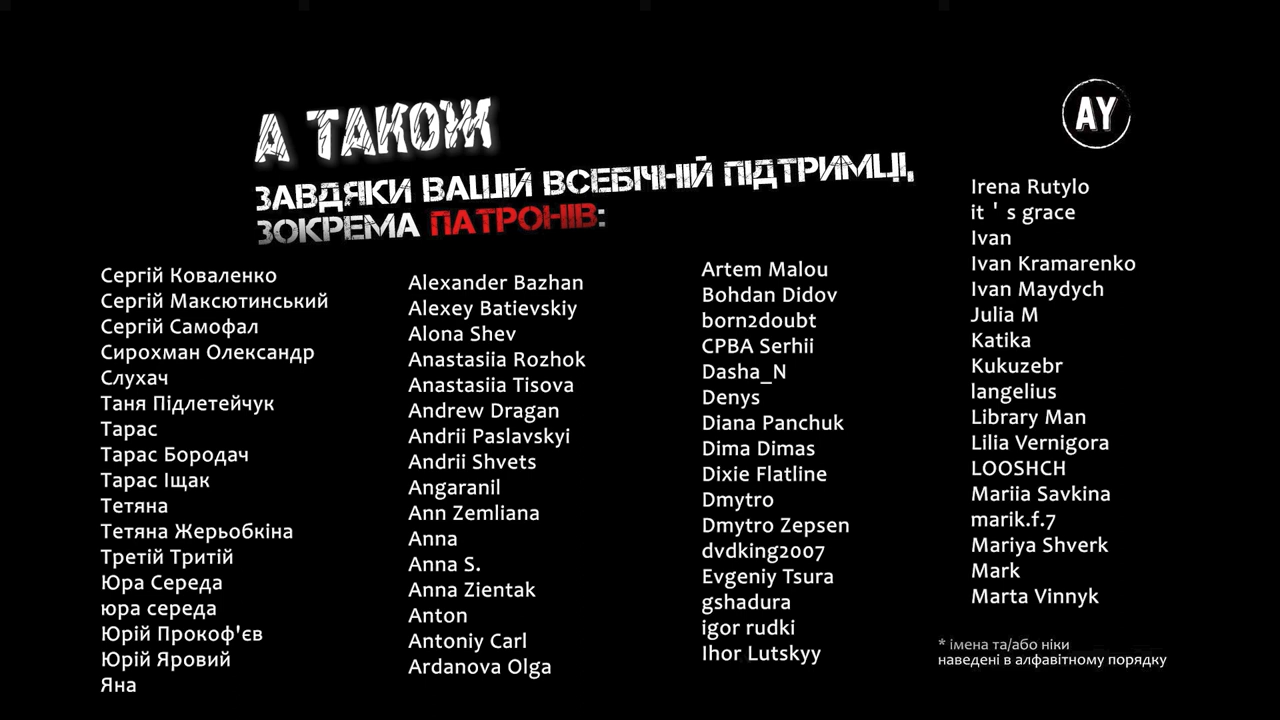 А ТАКОЖ
ЗАВДЯКИ ВАШІЙ ВСЕБІЧНІЙ ПІДТРИМЦІ,
ЗОКРЕМА ПАТРОНІВ:
AY
Сергій Коваленко
Сергій Максютинський
Сергій Самофал
Сирохман Олександр
Слухач
Таня Підлетейчук
Тарас
Тарас Бородач
Тарас Іщак
Тетяна
Тетяна Жерьобкіна
Третій Тритій
Юра Середа
юра середа
Юрій Прокоф'єв
Юрій Яровий
Яна
Alexander Bazhan
Alexey Batievskiy
Alona Shev
Anastasiia Rozhok
Anastasiia Tisova
Andrew Dragan
Andrii Paslavskyi
Andrii Shvets
Angaranil
Ann Zemliana
Anna
Anna S.
Anna Zientak
Anton
Antoniy Carl
Ardanova Olga
Artem Malou
Bohdan Didov
born2doubt
CPBA Serhii
Dasha_N
Denys
Diana Panchuk
Dima Dimas
Dixie Flatline
Dmytro
Dmytro Zepsen
dvdking2007
Evgeniy Tsura
gshadura
igor rudki
Ihor Lutskyy
Irena Rutylo
it ' s grace
Ivan
Ivan Kramarenko
Ivan Maydych
Julia M
Katika
Kukuzebr
langelius
Library Man
Lilia Vernigora
LOOSHCH
Mariia Savkina
marik.f.7
Mariya Shverk
Mark
Marta Vinnyk
* імена та/або ніки
наведені в алфавітному порядку